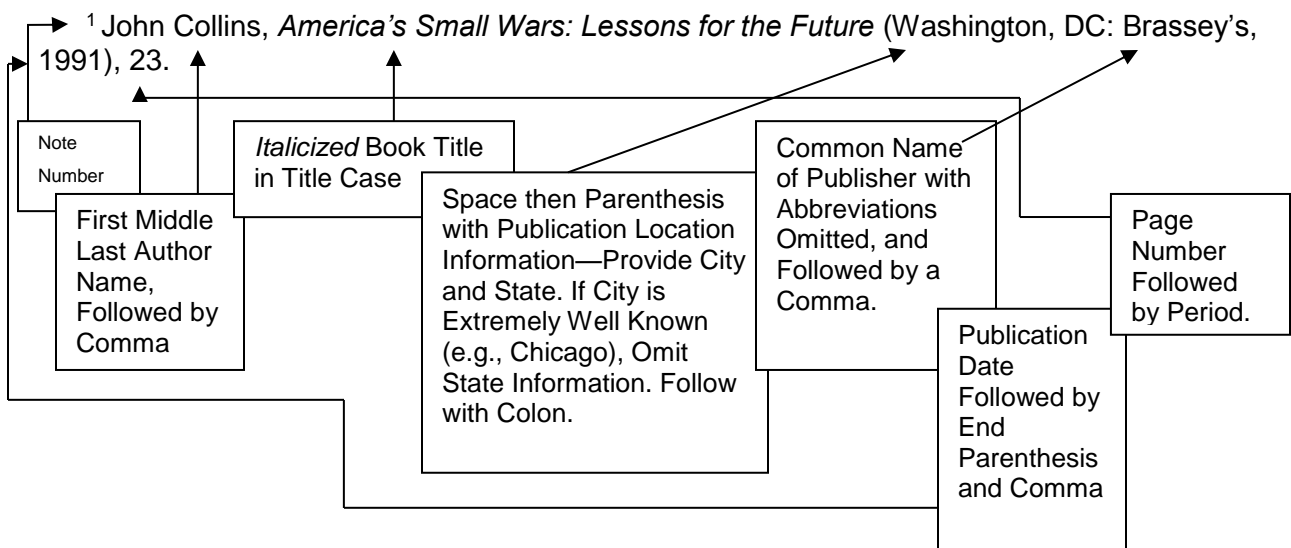 1 John Collins, America's Small Wars: Lessons for the Future (Washington, DC: Brassey's,
1991), 23.
Note
Number
First Middle
Last Author
Name,
Followed by
Comma
Italicized Book Title
in Title Case
Space then Parenthesis
with Publication Location
Information—Provide City
and State. If City is
Extremely Well Known
(e.g., Chicago), Omit
State Information. Follow
with Colon.
Common Name
of Publisher with
Abbreviations
Omitted, and
Followed by a
Comma.
Publication
Date
Followed by
End
Parenthesis
and Comma
Page
Number
Followed
by Period.